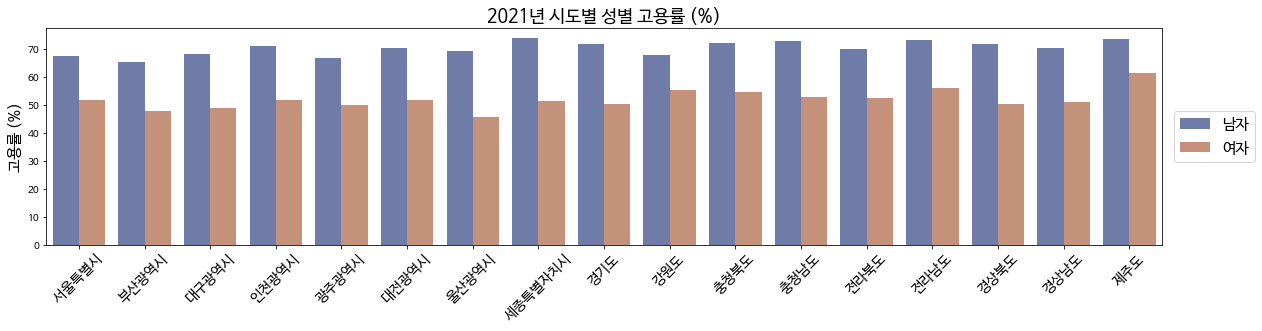 2021년 시도별 성별 고용률 (%)
고용률 (%)
70
60
50
40
30
20
10
0
서울특별시
부산광역시
대구광역시
인천광역시
광주광역시
대전광역시
울산광역시
세종특별자치시
경기도
강원도
충청북도
충청남도
전라북도
전라남도
경상북도
경상남도
제주도
남자
여자